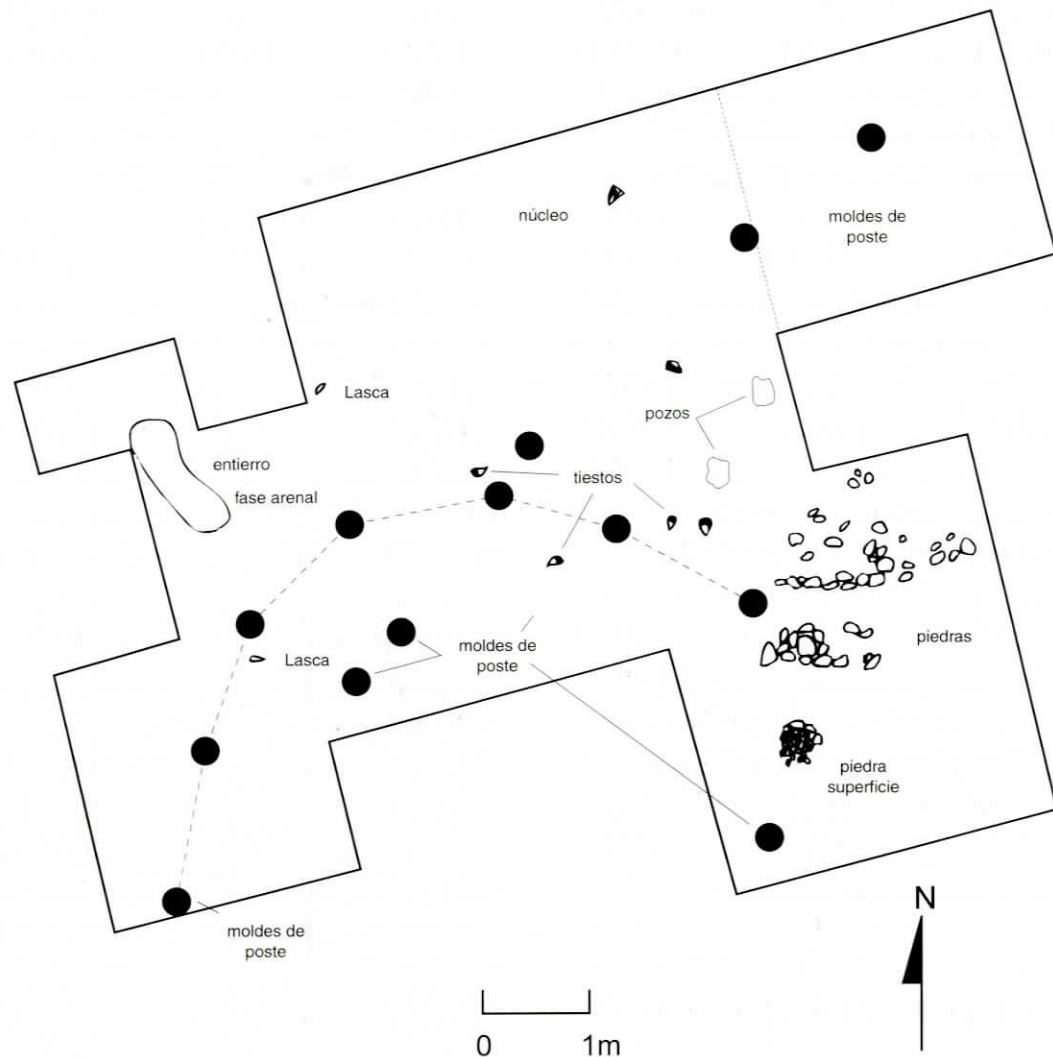 núcleo
moldes de
poste
Lasca
pozos
entierro
fase arenal
tiestos
moldes de
poste
Lasca
piedras
piedra
superficie
moldes de
poste
N
0 1m